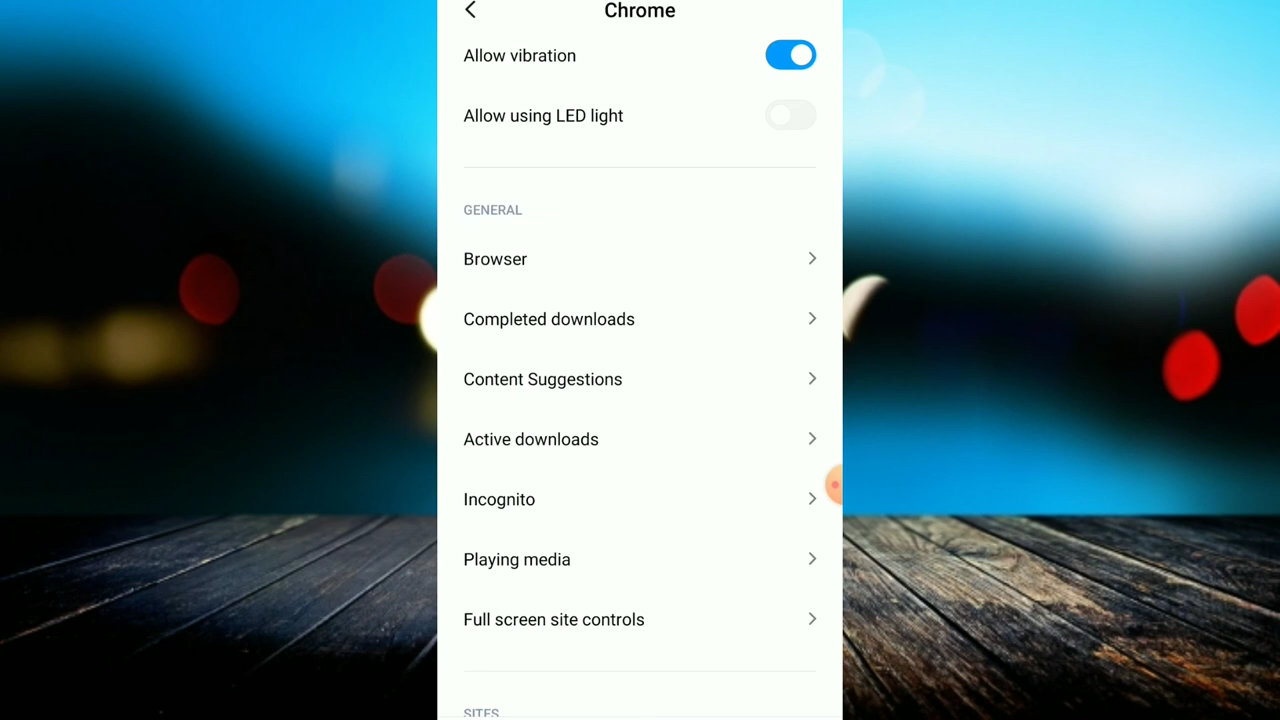 Chrome
Allow vibration
Allow using LED light
GENERAL
Browser
Completed downloads
Content Suggestions
Active downloads
Incognito
Playing media
Full screen site controls
SITES